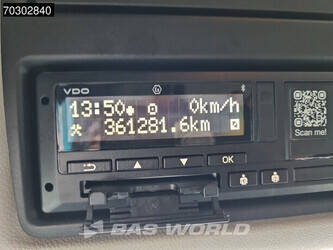 70302840
VDO
13:50 0km/h
361281.6km
Scan me!
OK
BAS WORLD